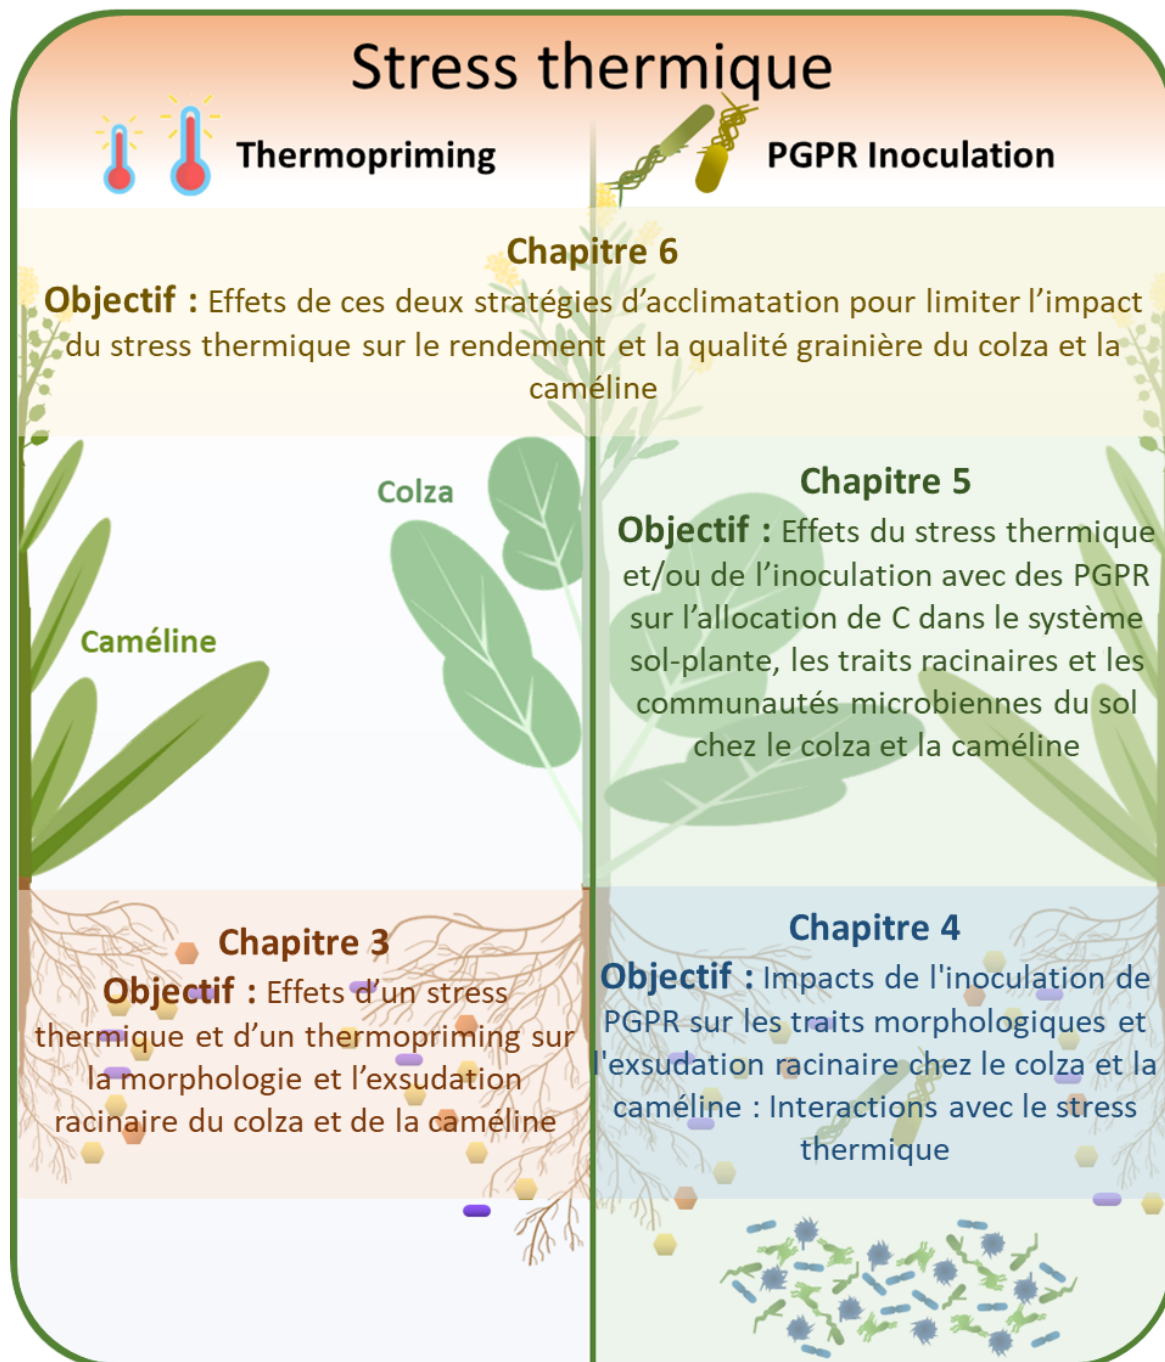 Stress thermique
Thermopriming
PGPR Inoculation
Chapitre 6
Objectif : Effets de ces deux stratégies d’acclimatation pour limiter l’impact
du stress thermique sur le rendement et la qualité grainière du colza et la
caméline
Colza
Caméline
Chapitre 5
Objectif : Effets du stress thermique
et/ou de l’inoculation avec des PGPR
sur l’allocation de C dans le système
sol-plante, les traits racinaires et les
communautés microbiennes du sol
chez le colza et la caméline
Chapitre 3
Objectif : Effets d’un stress
thermique et d’un thermopriming sur
la morphologie et l’exsudation
racinaire du colza et de la caméline
Chapitre 4
Objectif : Impacts de l'inoculation de
PGPR sur les traits morphologiques et
l'exsudation racinaire chez le colza et la
caméline : Interactions avec le stress
thermique